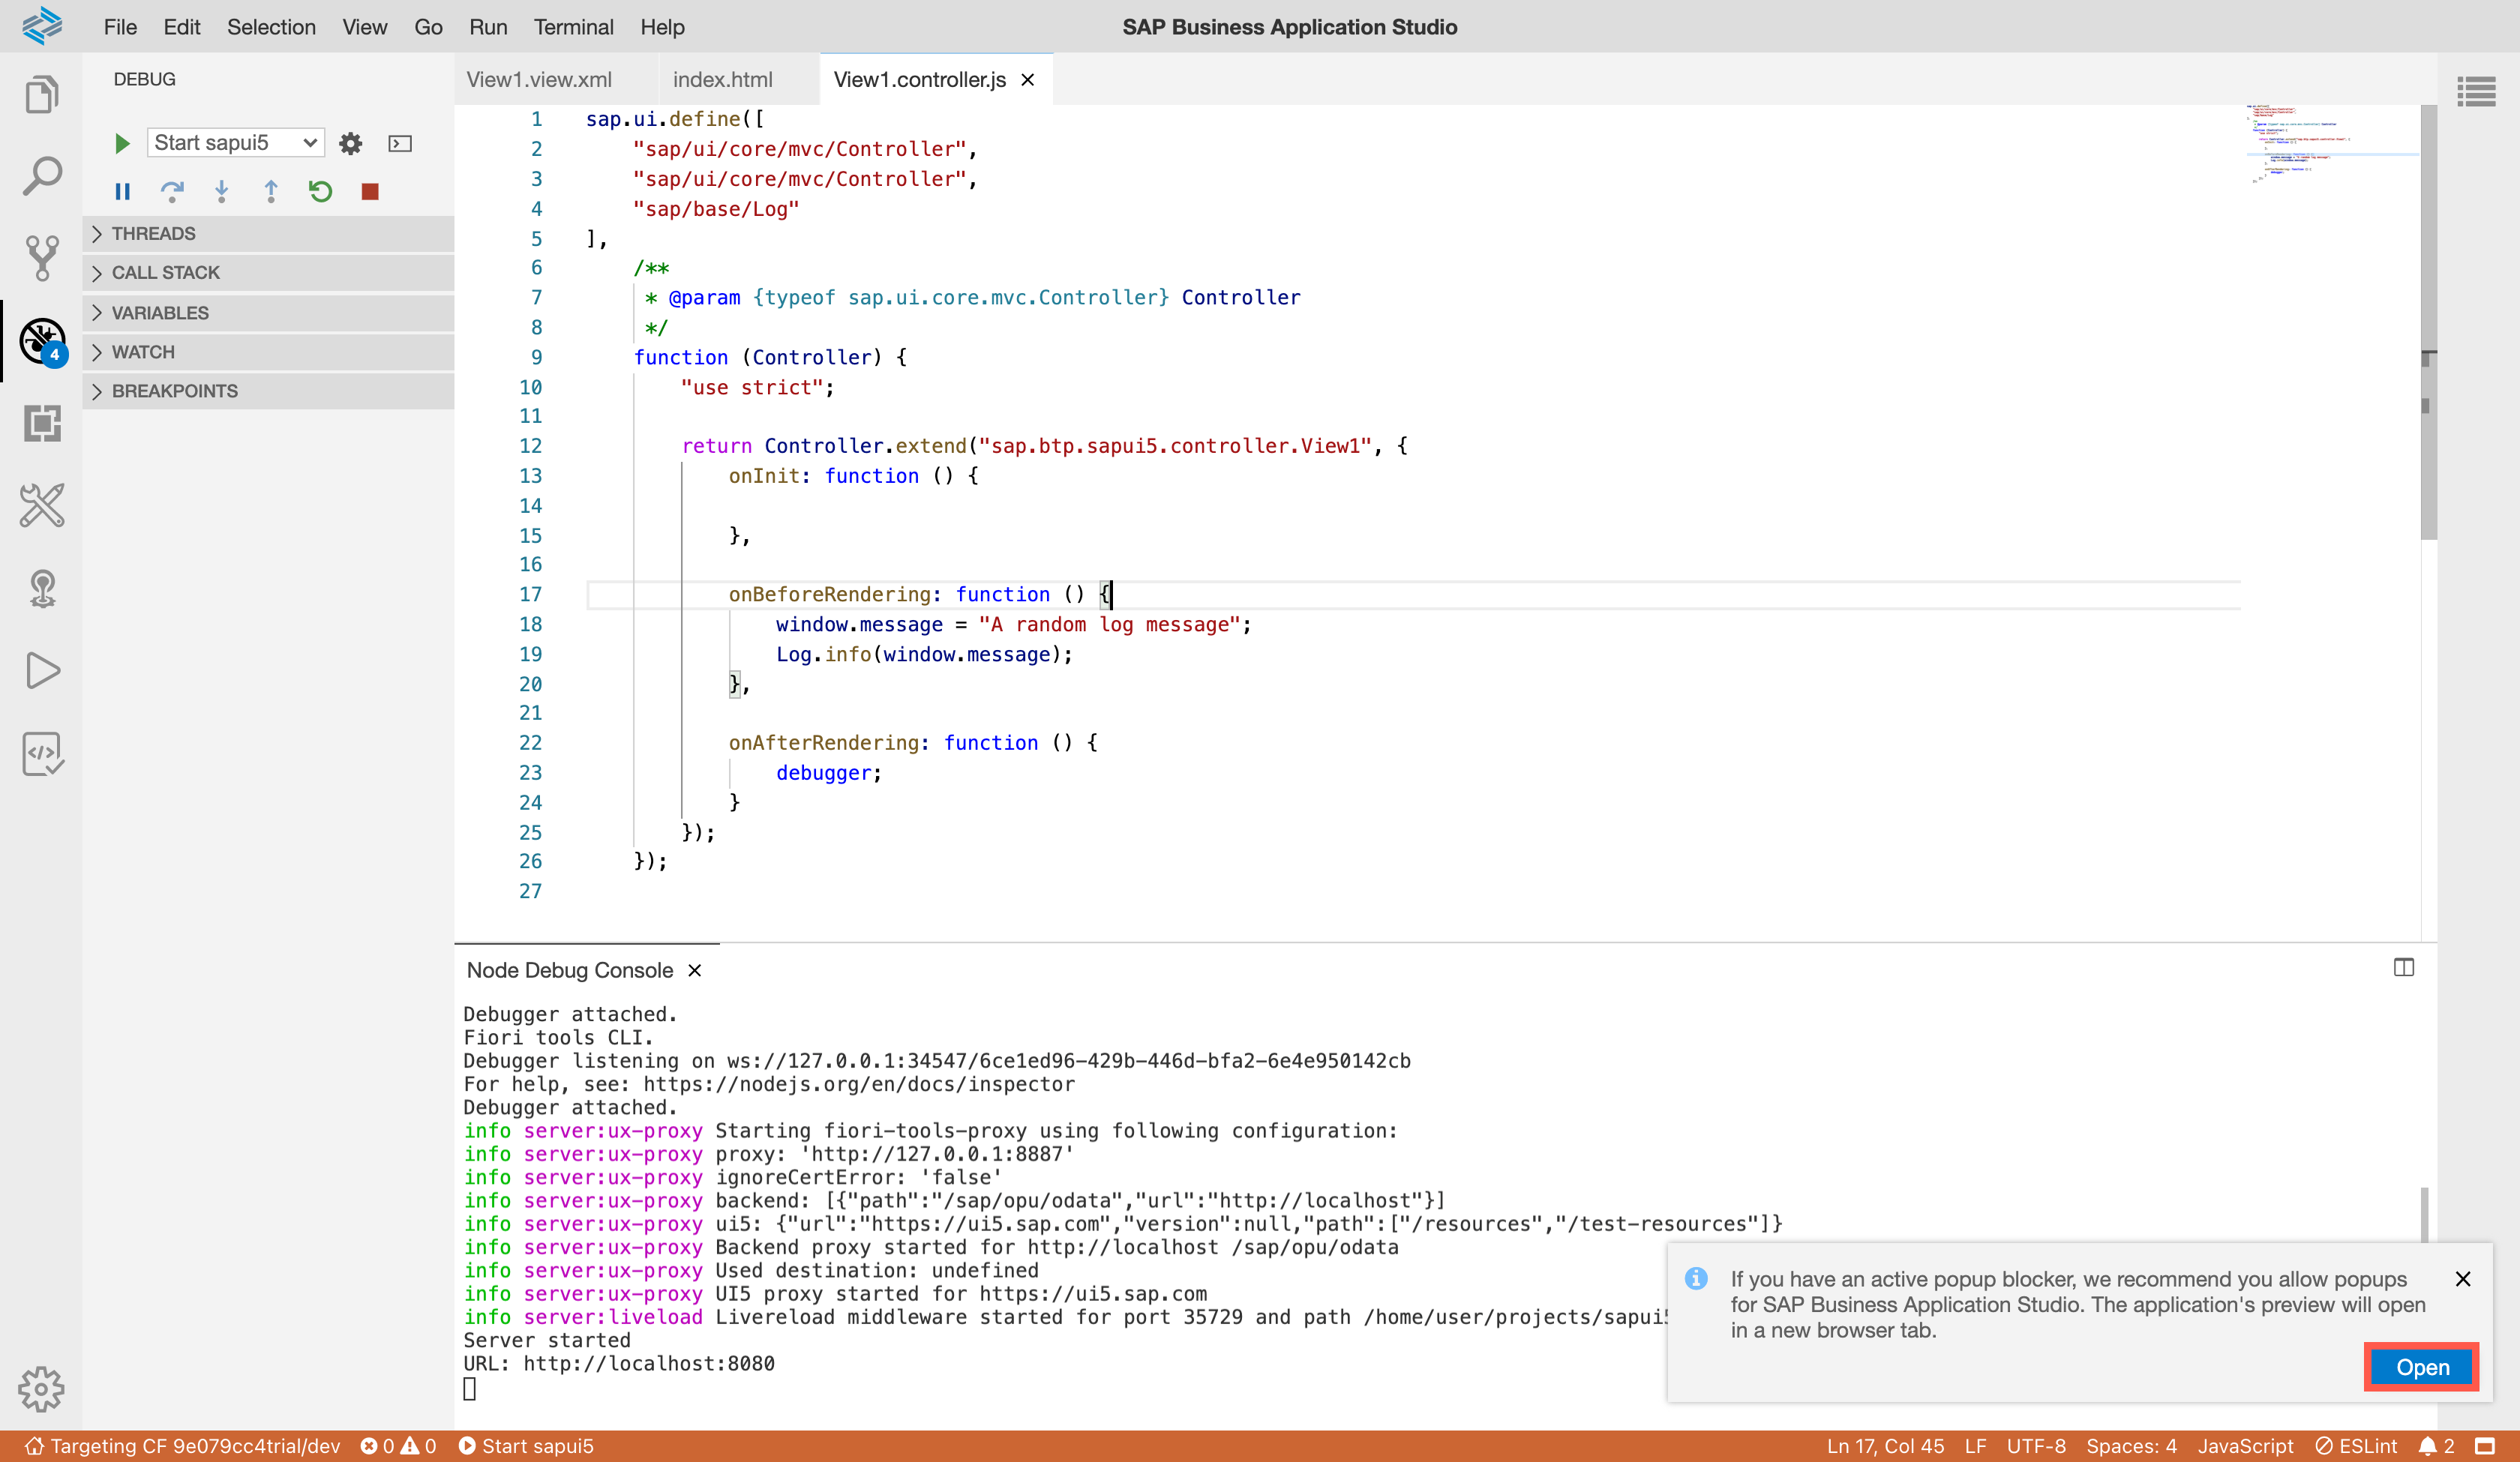 File Edit Selection View Go Run Terminal Help
SAP Business Application Studio
DEBUG
Start sapui5
THREADS
CALL STACK
VARIABLES
WATCH
BREAKPOINTS
4
View1.view.xml
index.html
View1.controller.js
1 sap.ui.define([
2 "sap/ui/core/mvc/Controller",
3 "sap/ui/core/mvc/Controller",
4 "sap/base/Log"
5 ],
6 /**
7 * @param {typeof sap.ui.core.mvc.Controller} Controller
8 */
9 function (Controller) {
10 "use strict";
11
12 return Controller.extend("sap.btp.sapui5.controller.View1", {
13 onInit: function () {
14
15 },
16
17 onBeforeRendering: function () {
18 window.message = "A random log message";
19 Log.info(window.message);
20 },
21
22 onAfterRendering: function () {
23 debugger;
24 }
25 });
26 });
27
Node Debug Console
Debugger attached.
Fiori tools CLI.
Debugger listening on ws://127.0.0.1:34547/6ce1ed96-429b-446d-bfa2-6e4e950142cb
For help, see: https://nodejs.org/en/docs/inspector
Debugger attached.
info server:ux-proxy Starting fiori-tools-proxy using following configuration:
info server:ux-proxy proxy: 'http://127.0.0.1:8887'
info server:ux-proxy ignoreCertError: 'false'
info server:ux-proxy backend: [{"path":"/sap/opu/odata","url":"http://localhost"}]
info server:ux-proxy ui5: {"url":"https://ui5.sap.com","version":null,"path":["/resources","/test-resources"]}
info server:ux-proxy Backend proxy started for http://localhost /sap/opu/odata
info server:ux-proxy Used destination: undefined
info server:ux-proxy UI5 proxy started for https://ui5.sap.com
info server:liveload Livereload middleware started for port 35729 and path /home/user/projects/sapui5
Server started
URL: http://localhost:8080
If you have an active popup blocker, we recommend you allow popups
for SAP Business Application Studio. The application's preview will open
in a new browser tab.
Open
Targeting CF 9e079cc4trial/dev 0 0 Start sapui5
Ln 17, Col 45 LF UTF-8 Spaces: 4 JavaScript ESLint 2